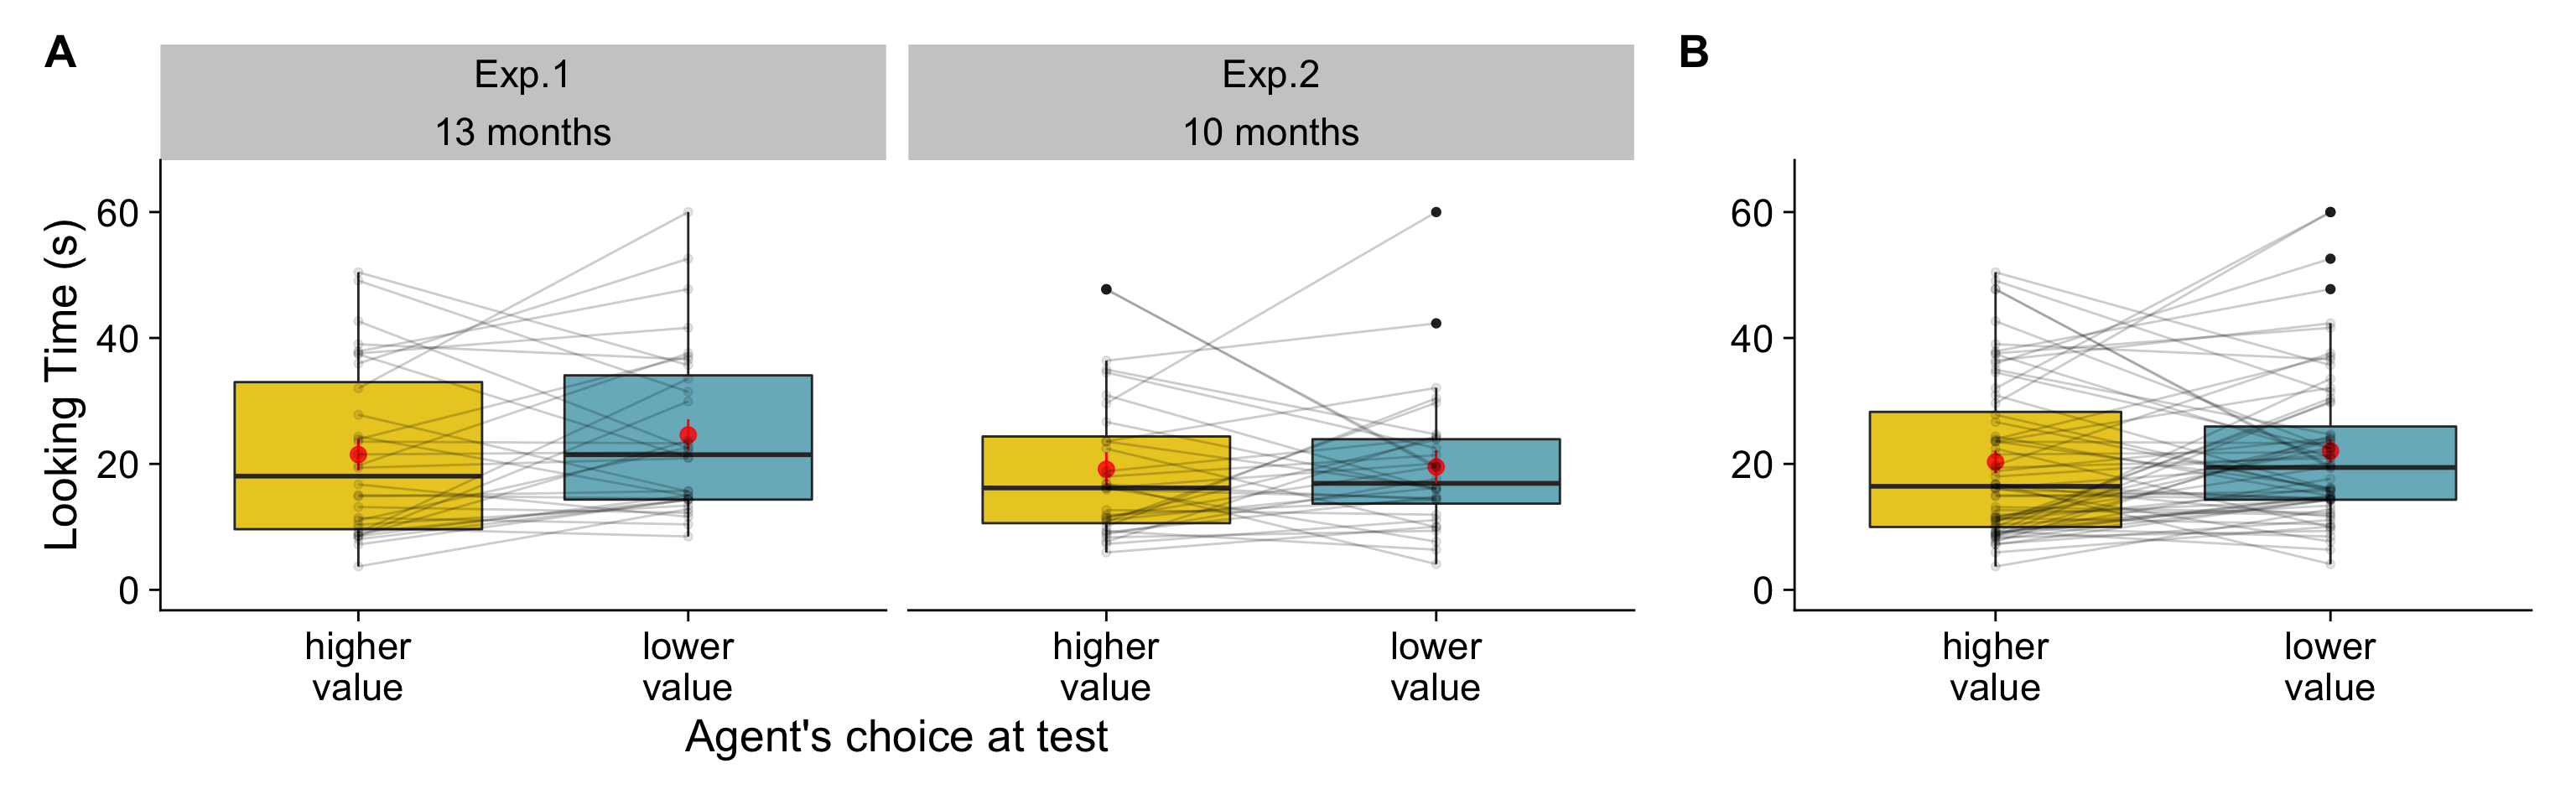 A
Exp.1
13 months
Exp.2
10 months
B
Looking Time (s)
60
40
20
0
60
40
20
0
higher
value
lower
value
higher
value
lower
value
higher
value
lower
value
Agent's choice at test